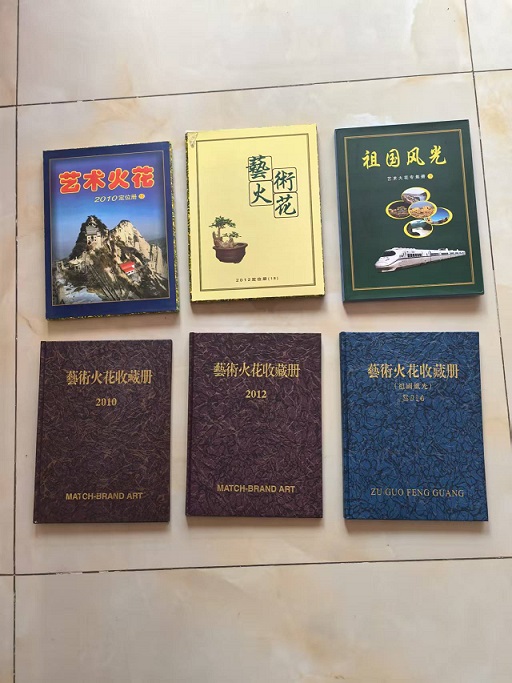 艺术火花
2010定位册
藝術
火花
2012定位册(16)
祖国风光
艺术火花专题册
藝術火花收藏册
2010
MATCH-BRAND ART
藝術火花收藏册
2012
MATCH-BRAND ART
藝術火花收藏册
(祖國風光)
ZU GUO FENG GUANG